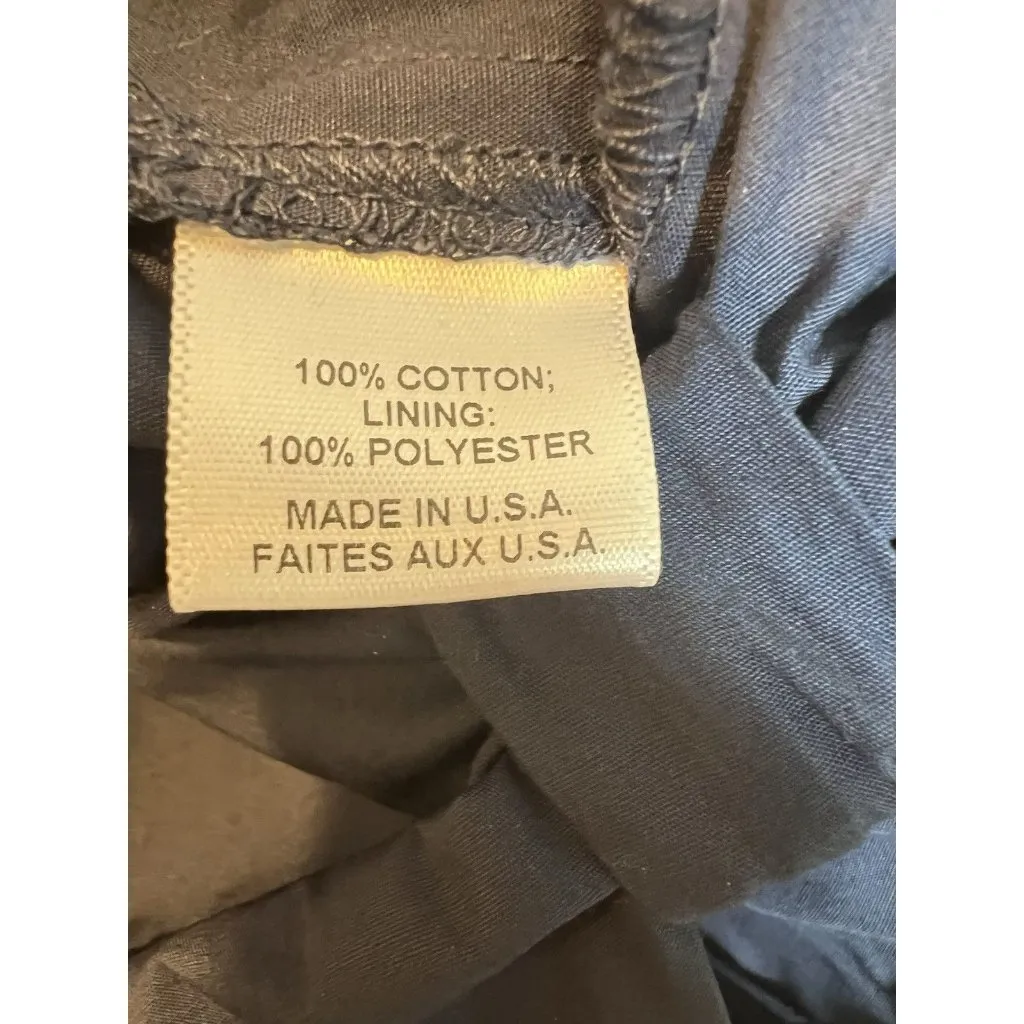 100% COTTON;
LINING:
100% POLYESTER
MADE IN U.S.A.
FAITES AUX U.S.A.